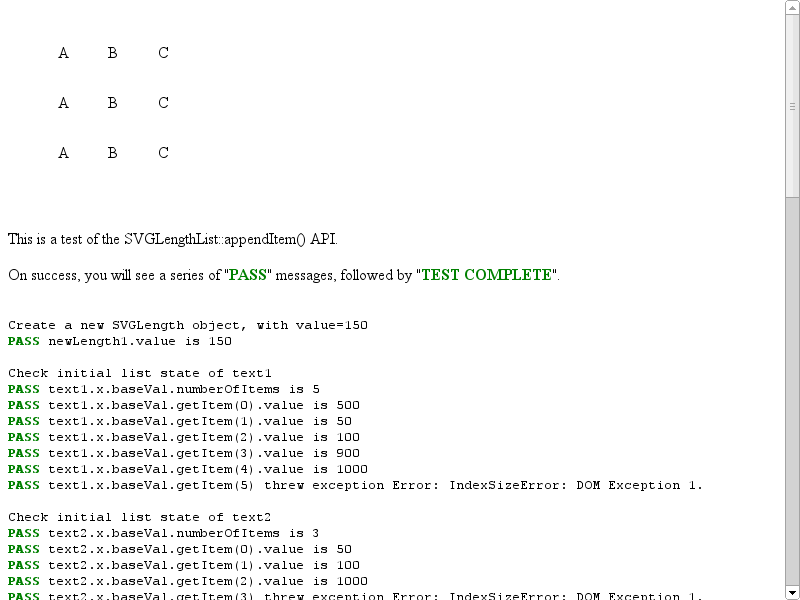 A B C
A B C
A B C
This is a test of the SVGLengthList::appendItem() API.
On success, you will see a series of "PASS" messages, followed by "TEST COMPLETE".
Create a new SVGLength object, with value=150
PASS newLength1.value is 150
Check initial list state of text1
PASS text1.x.baseVal.numberOfItems is 5
PASS text1.x.baseVal.getItem(0).value is 500
PASS text1.x.baseVal.getItem(1).value is 50
PASS text1.x.baseVal.getItem(2).value is 100
PASS text1.x.baseVal.getItem(3).value is 900
PASS text1.x.baseVal.getItem(4).value is 1000
PASS text1.x.baseVal.getItem(5) threw exception Error: IndexSizeError: DOM Exception 1.
Check initial list state of text2
PASS text2.x.baseVal.numberOfItems is 3
PASS text2.x.baseVal.getItem(0).value is 50
PASS text2.x.baseVal.getItem(1).value is 100
PASS text2.x.baseVal.getItem(2).value is 1000
PASS text2.x.baseVal.getItem(3) threw exception Error: IndexSizeError: DOM Exception 1.